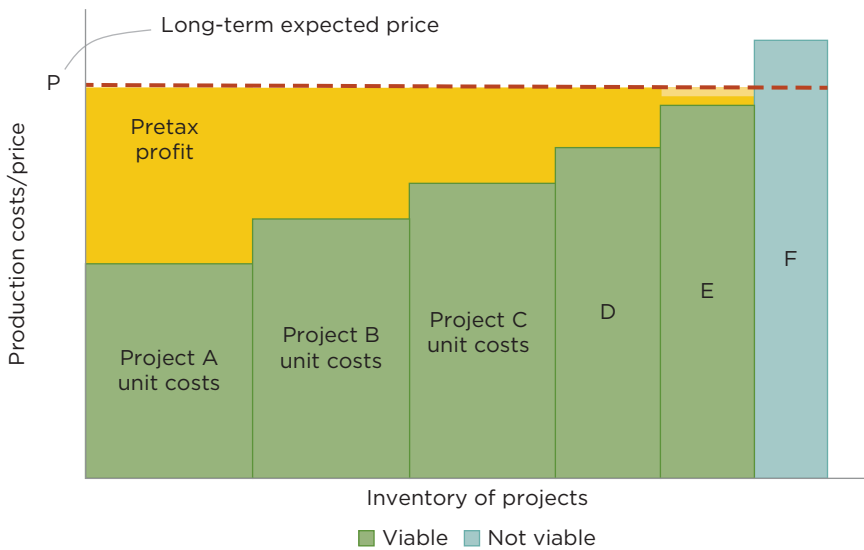 Long-term expected price
P
Production costs/price
Pretax
profit
Project A
unit costs
Project B
unit costs
Project C
unit costs
D
E
F
Inventory of projects
Viable
Not viable